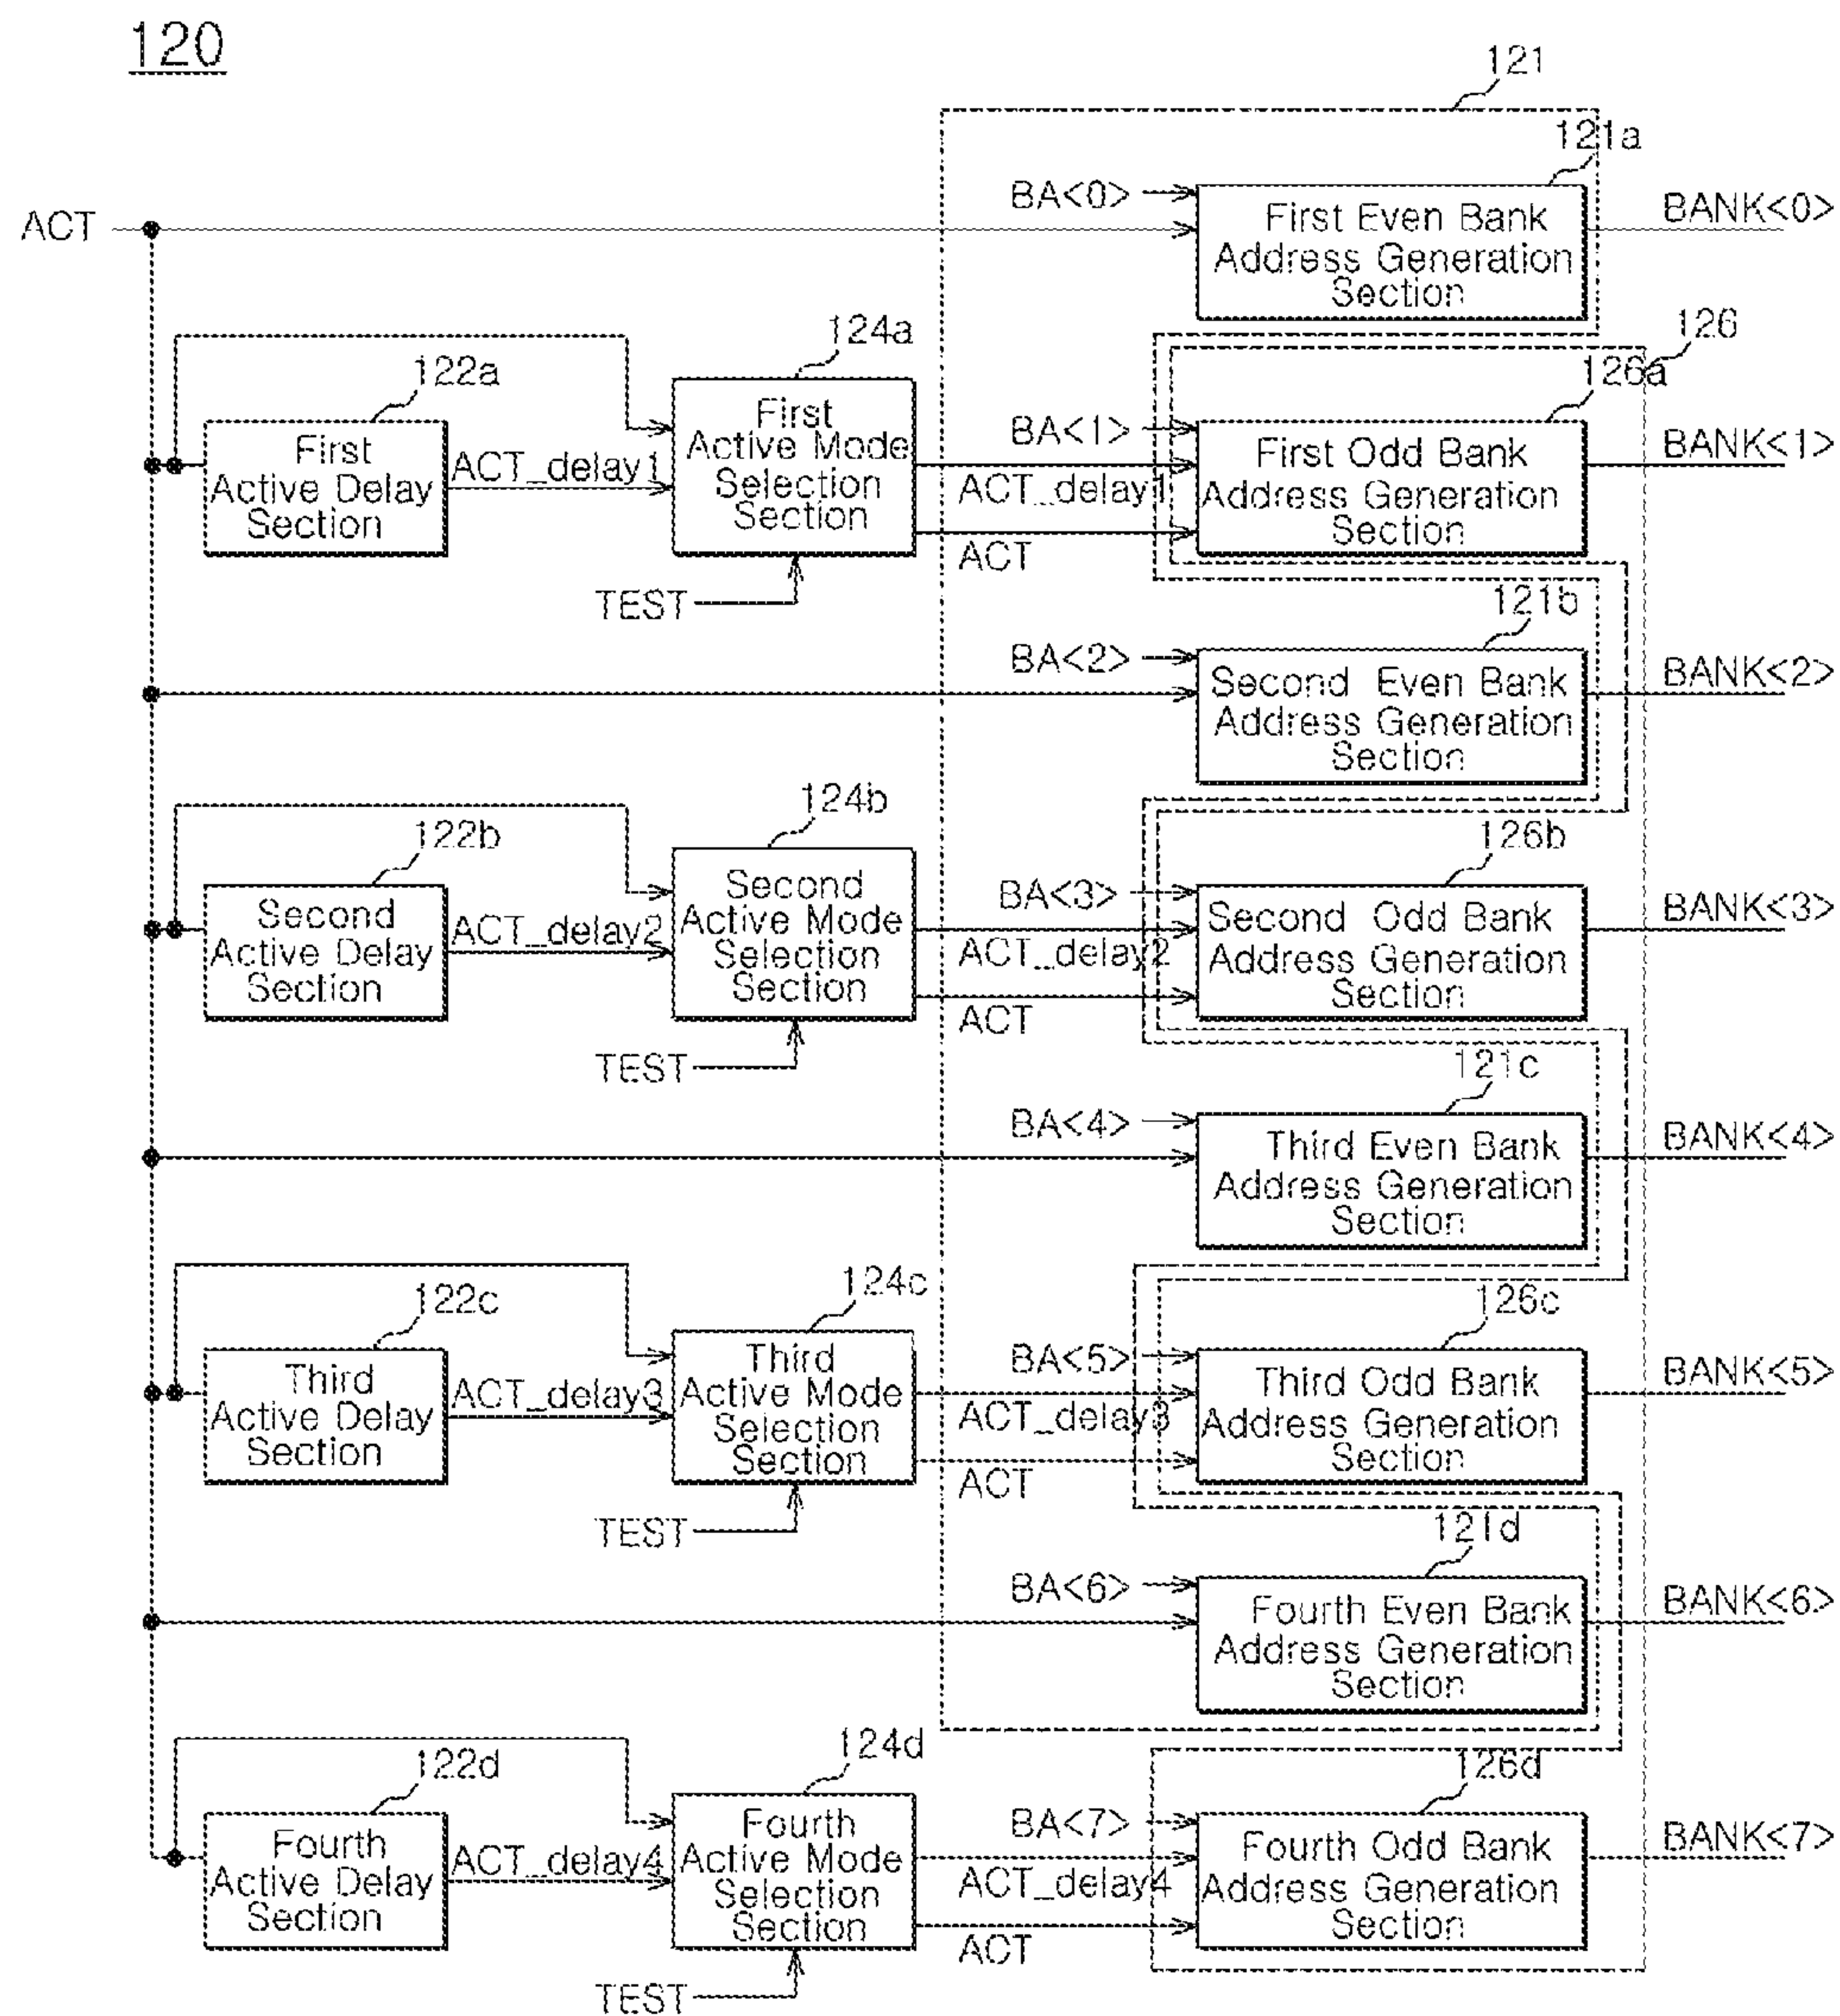 120
121
121a
BA<0>
ACT
First Even Bank
Address Generation
Section
BANK<0>
126
124a
122a
126a
First
Active Delay
Section
ACT_delay1
First
Active Mode
Selection
Section
BA<1>
ACT_delay1
ACT
First Odd Bank
Address Generation
Section
BANK<1>
TEST
121b
BA<2>
Second Even Bank
Address Generation
Section
BANK<2>
124b
122b
126b
Second
Active Delay
Section
ACT_delay2
Second
Active Mode
Selection
Section
BA<3>
ACT_delay2
ACT
Second Odd Bank
Address Generation
Section
BANK<3>
TEST
121c
BA<4>
Third Even Bank
Address Generation
Section
BANK<4>
124c
122c
126c
Third
Active Delay
Section
ACT_delay3
Third
Active Mode
Selection
Section
BA<5>
ACT_delay3
ACT
Third Odd Bank
Address Generation
Section
BANK<5>
TEST
121d
BA<6>
Fourth Even Bank
Address Generation
Section
BANK<6>
124d
122d
126d
Fourth
Active Delay
Section
ACT_delay4
Fourth
Active Mode
Selection
Section
BA<7>
ACT_delay4
ACT
Fourth Odd Bank
Address Generation
Section
BANK<7>
TEST